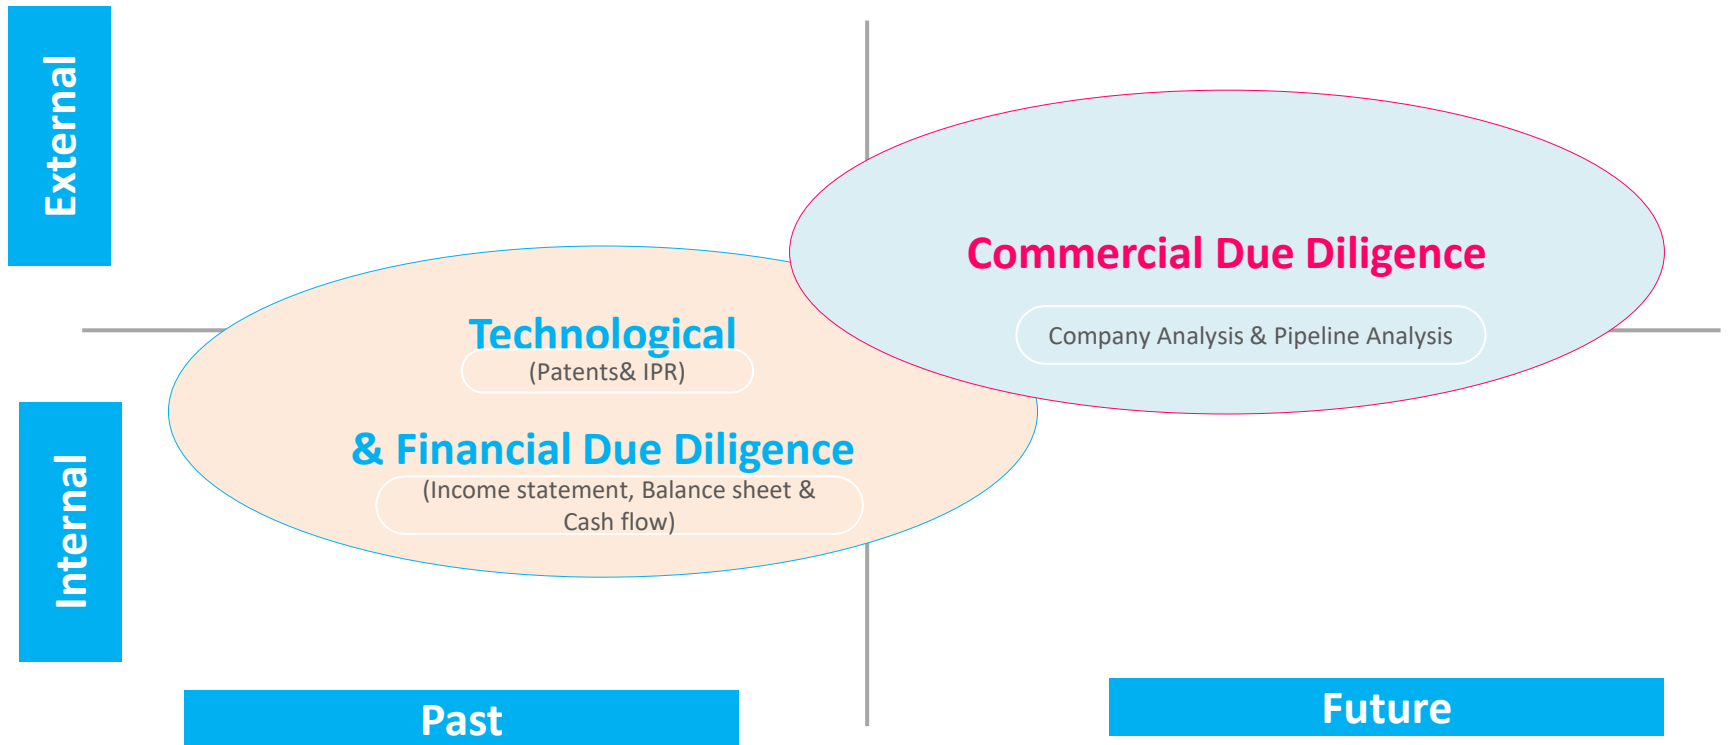 External
Commercial Due Diligence
Company Analysis & Pipeline Analysis
Technological
(Patents& IPR)
& Financial Due Diligence
(Income statement, Balance sheet &
Cash flow)
Internal
Past
Future